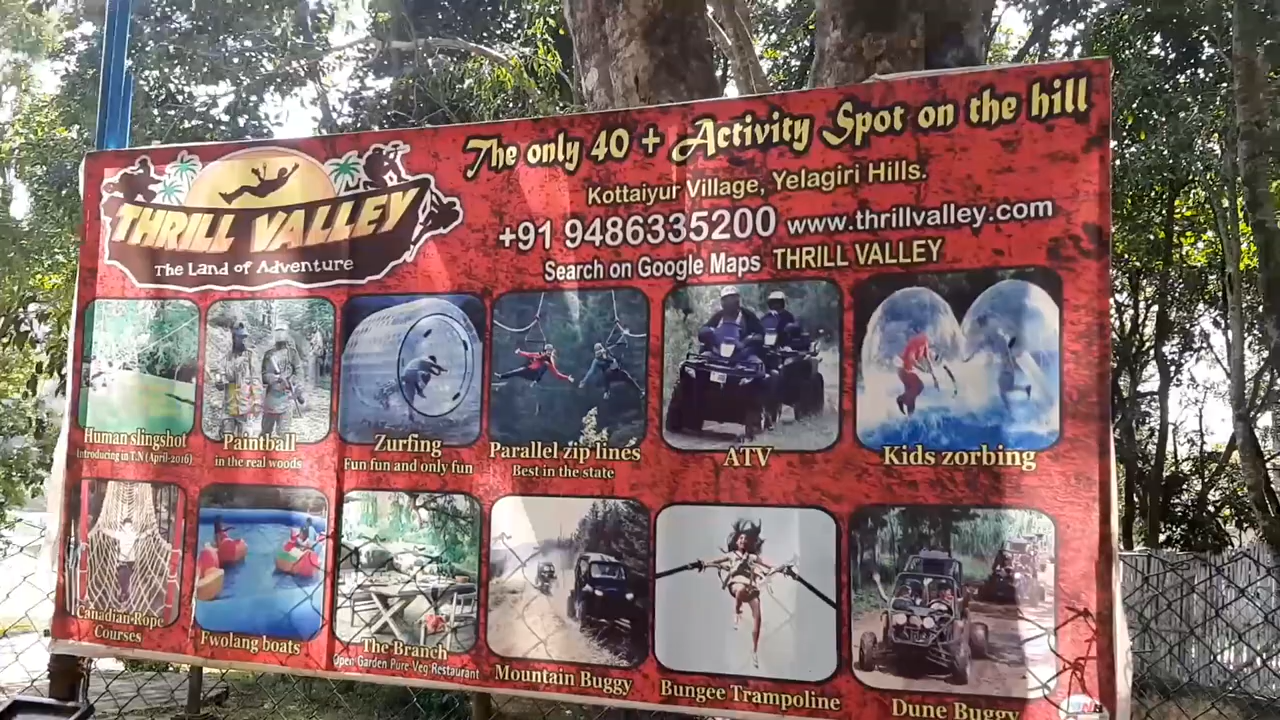 THRILL VALLEY
The Land of Adventure
The only 40 + Activity Spot on the hill
Kottaiyur Village, Yelagiri Hills.
+91 9486335200 www.thrillvalley.com
Search on Google Maps THRILL VALLEY
Human slingshot
Introducing in T.N (April-2016)
Paintball
in the real woods
Zurfing
Fun fun and only fun
Parallel zip lines
Best in the state
ATV
Kids zorbing
Canadian Rope
Courses
Fwolang boats
The Branch
Open Garden Pure Veg Restaurant
Mountain Buggy
Bungee Trampoline
Dune Buggy